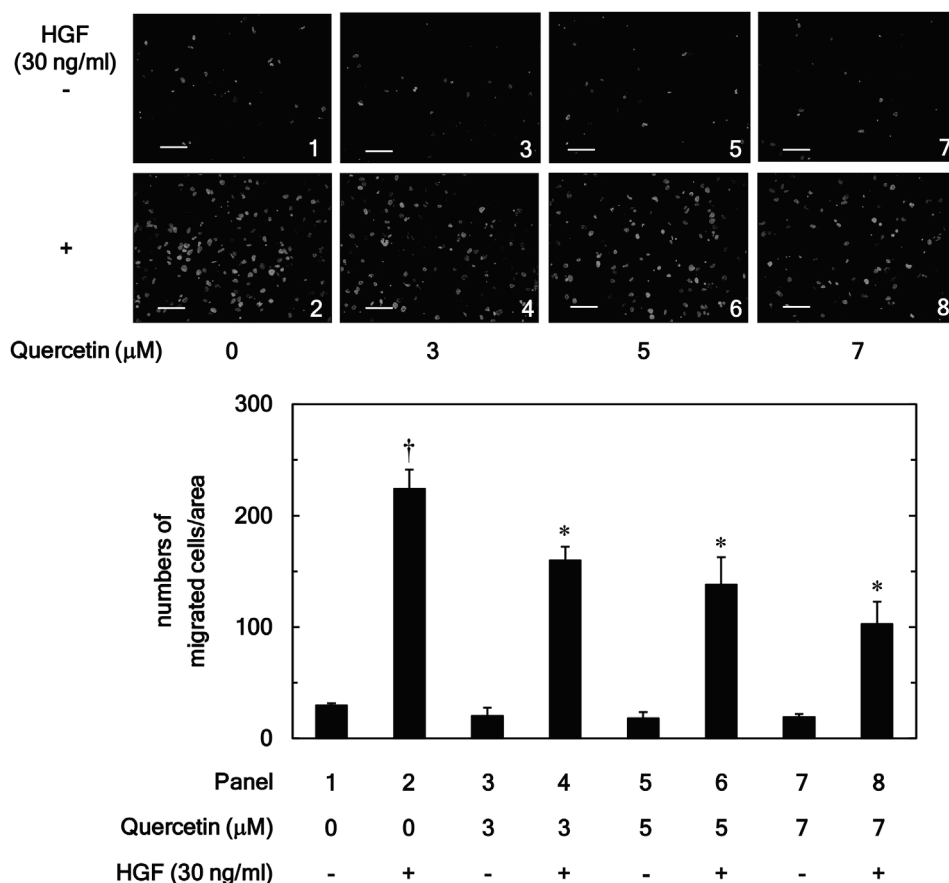 HGF
(30 ng/ml)
-
1
3
5
7
+
2
4
6
8
Quercetin (μM) 0 3 5 7
300
200
100
0
numbers of
migrated cells/area
†
*
*
*
Panel 1 2 3 4 5 6 7 8
Quercetin (μM) 0 0 3 3 5 5 7 7
HGF (30 ng/ml) - + - + - + - +